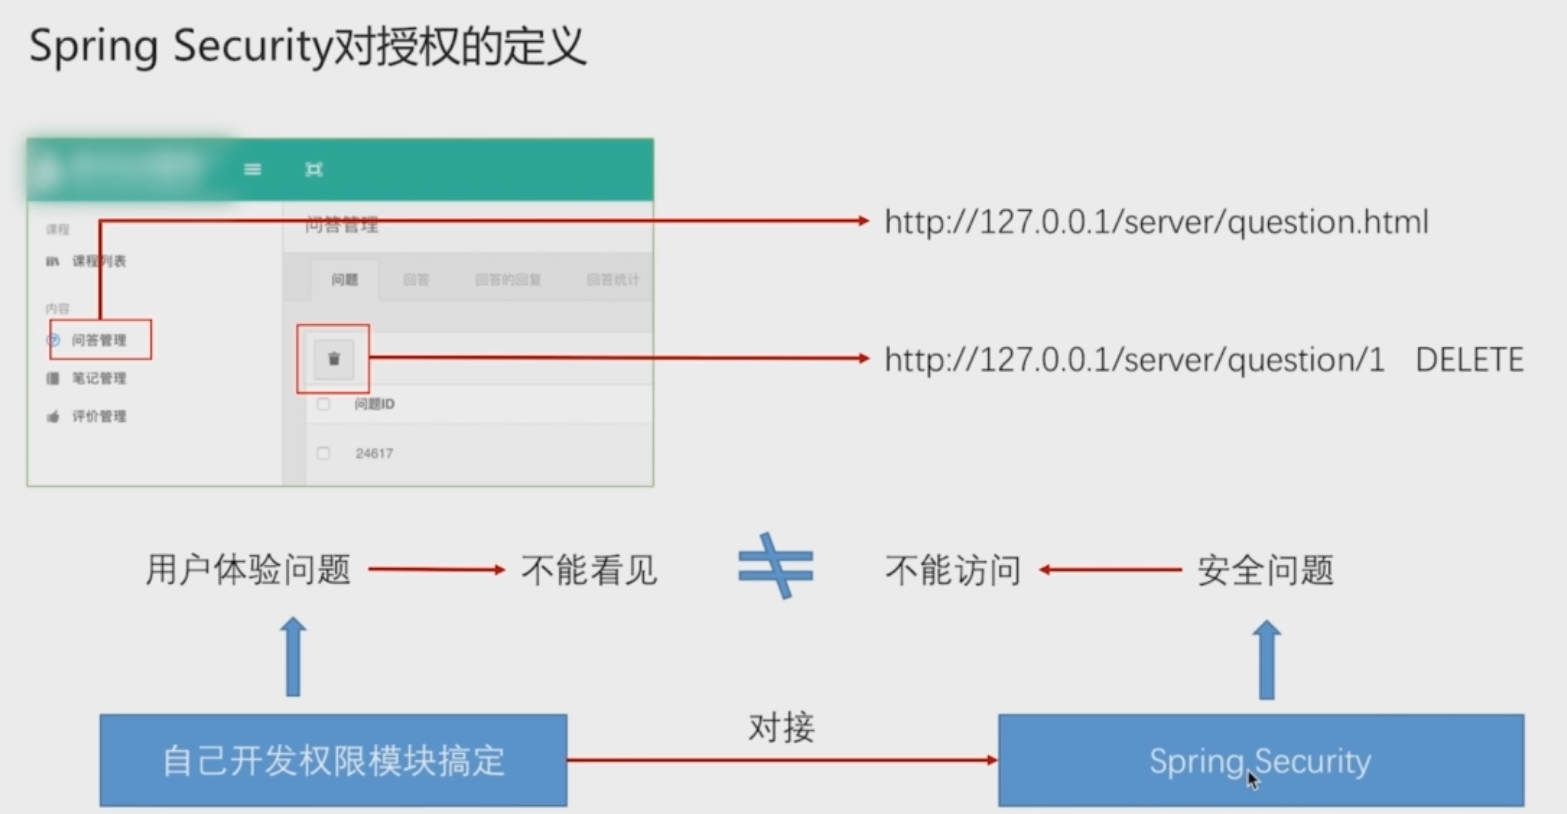 Spring Security对授权的定义
课程
课程列表
内容
问答管理
笔记管理
评价管理
问答管理
问题 回答 回答的回复 回答统计
问题ID
24617
http://127.0.0.1/server/question.html
http://127.0.0.1/server/question/1 DELETE
用户体验问题 不能看见 不能访问 安全问题
自己开发权限模块搞定 对接 Spring Security